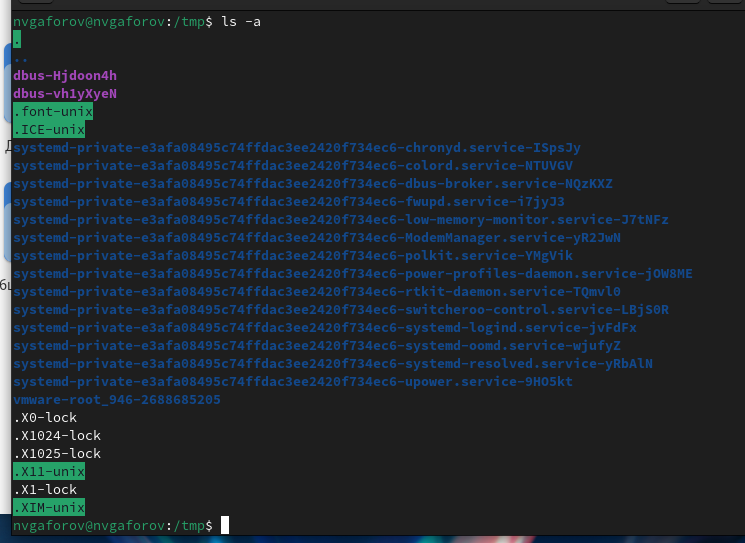 nvgaforov@nvgaforov:/tmp$ ls -a
.
..
dbus-Hjdoon4h
dbus-vh1yXyeN
.font-unix
.ICE-unix
systemd-private-e3afa08495c74ffdac3ee2420f734ec6-chronyd.service-ISpsJy
systemd-private-e3afa08495c74ffdac3ee2420f734ec6-colord.service-NTUVGV
systemd-private-e3afa08495c74ffdac3ee2420f734ec6-dbus-broker.service-NQzKXZ
systemd-private-e3afa08495c74ffdac3ee2420f734ec6-fwupd.service-i7jyJ3
systemd-private-e3afa08495c74ffdac3ee2420f734ec6-low-memory-monitor.service-J7tNFz
systemd-private-e3afa08495c74ffdac3ee2420f734ec6-ModemManager.service-yR2JwN
systemd-private-e3afa08495c74ffdac3ee2420f734ec6-polkit.service-YMgVik
systemd-private-e3afa08495c74ffdac3ee2420f734ec6-power-profiles-daemon.service-jOW8ME
systemd-private-e3afa08495c74ffdac3ee2420f734ec6-rtkit-daemon.service-TQmvl0
systemd-private-e3afa08495c74ffdac3ee2420f734ec6-switcheroo-control.service-LBjS0R
systemd-private-e3afa08495c74ffdac3ee2420f734ec6-systemd-logind.service-jvFdFx
systemd-private-e3afa08495c74ffdac3ee2420f734ec6-systemd-oomd.service-wjufyZ
systemd-private-e3afa08495c74ffdac3ee2420f734ec6-systemd-resolved.service-yRbAlN
systemd-private-e3afa08495c74ffdac3ee2420f734ec6-upower.service-9HO5kt
vmware-root_946-2688685205
.X0-lock
.X1024-lock
.X1025-lock
.X11-unix
.X1-lock
.XIM-unix
nvgaforov@nvgaforov:/tmp$